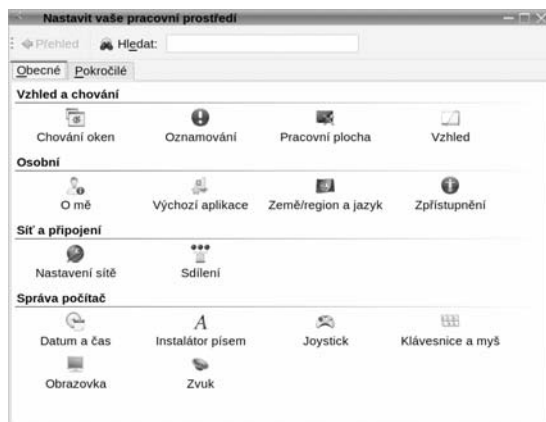 Nastavit vaše pracovní prostředí
Přehled Hledat:
Obecné Pokročilé
Vzhled a chování
Chování oken Oznamování Pracovní plocha Vzhled
Osobní
O mě Výchozí aplikace Země/region a jazyk Zpřístupnění
Síť a připojení
Nastavení sítě Sdílení
Správa počítač
Datum a čas Instalátor písem Joystick Klávesnice a myš
Obrazovka Zvuk